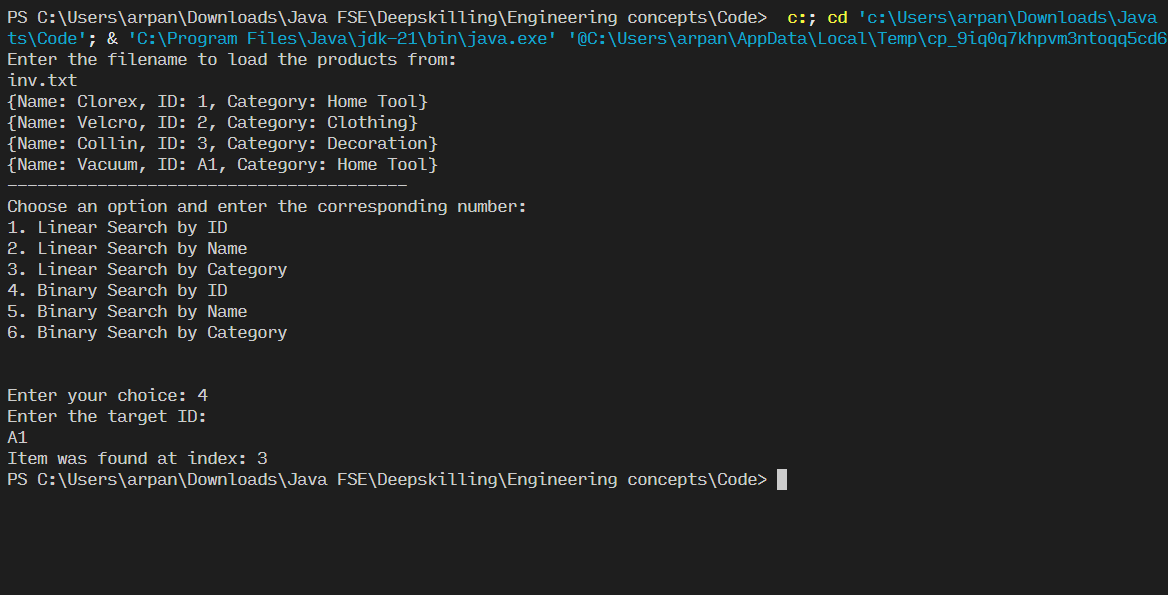 PS C:\Users\arpan\Downloads\Java FSE\Deepskilling\Engineering concepts\Code>  c:; cd 'c:\Users\arpan\Downloads\Java
ts\Code'; & 'C:\Program Files\Java\jdk-21\bin\java.exe' '@C:\Users\arpan\AppData\Local\Temp\cp_9iq0q7khpvm3ntoqq5cd6
Enter the filename to load the products from:
inv.txt
{Name: Clorex, ID: 1, Category: Home Tool}
{Name: Velcro, ID: 2, Category: Clothing}
{Name: Collin, ID: 3, Category: Decoration}
{Name: Vacuum, ID: A1, Category: Home Tool}
----------------------------------------
Choose an option and enter the corresponding number:
1. Linear Search by ID
2. Linear Search by Name
3. Linear Search by Category
4. Binary Search by ID
5. Binary Search by Name
6. Binary Search by Category
Enter your choice: 4
Enter the target ID:
A1
Item was found at index: 3
PS C:\Users\arpan\Downloads\Java FSE\Deepskilling\Engineering concepts\Code>